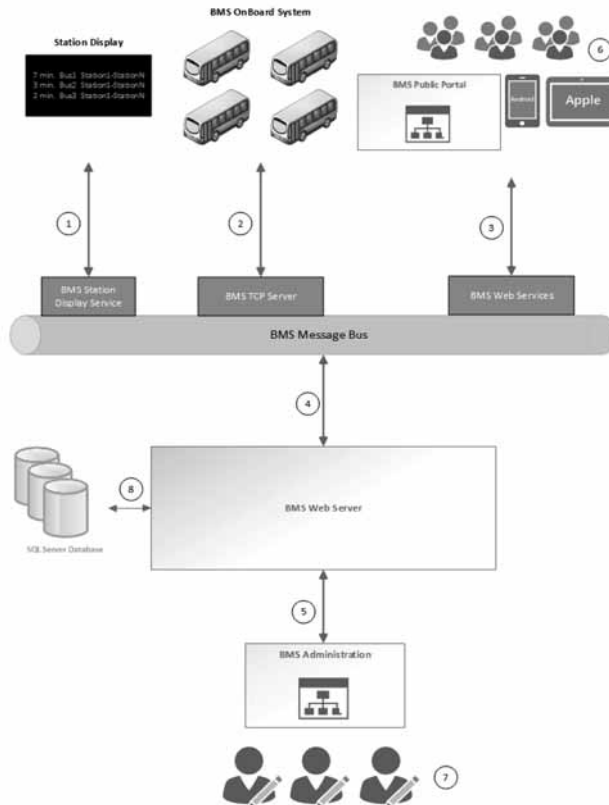 BMS OnBoard System
Station Display
7 min. Bus1 Station1-StationN
3 min. Bus2 Station1-StationN
2 min. Bus3 Station1-StationN
6
BMS Public Portal
Android
Apple
1
2
3
BMS Station
Display Service
BMS TCP Server
BMS Web Services
BMS Message Bus
4
8
BMS Web Server
SQL Server Database
5
BMS Administration
7